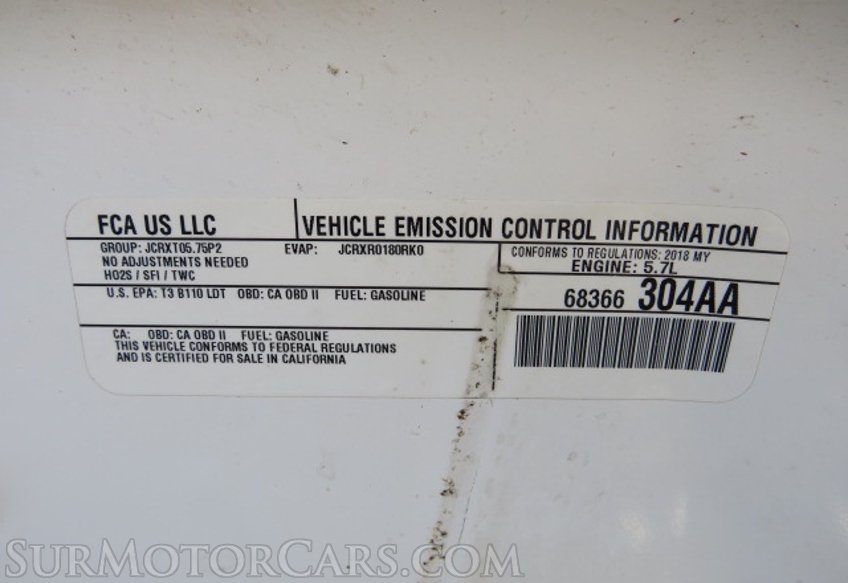 FCA US LLC
VEHICLE EMISSION CONTROL INFORMATION
GROUP: JCRXT05.75P2 EVAP: JCRXR0180RK0
NO ADJUSTMENTS NEEDED
HO2S / SFI / TWC
CONFORMS TO REGULATIONS: 2018 MY
ENGINE: 5.7L
U.S. EPA: T3 B110 LDT OBD: CA OBD II FUEL: GASOLINE
68366 304AA
CA: OBD: CA OBD II FUEL: GASOLINE
THIS VEHICLE CONFORMS TO FEDERAL REGULATIONS
AND IS CERTIFIED FOR SALE IN CALIFORNIA
SurMotorCars.com